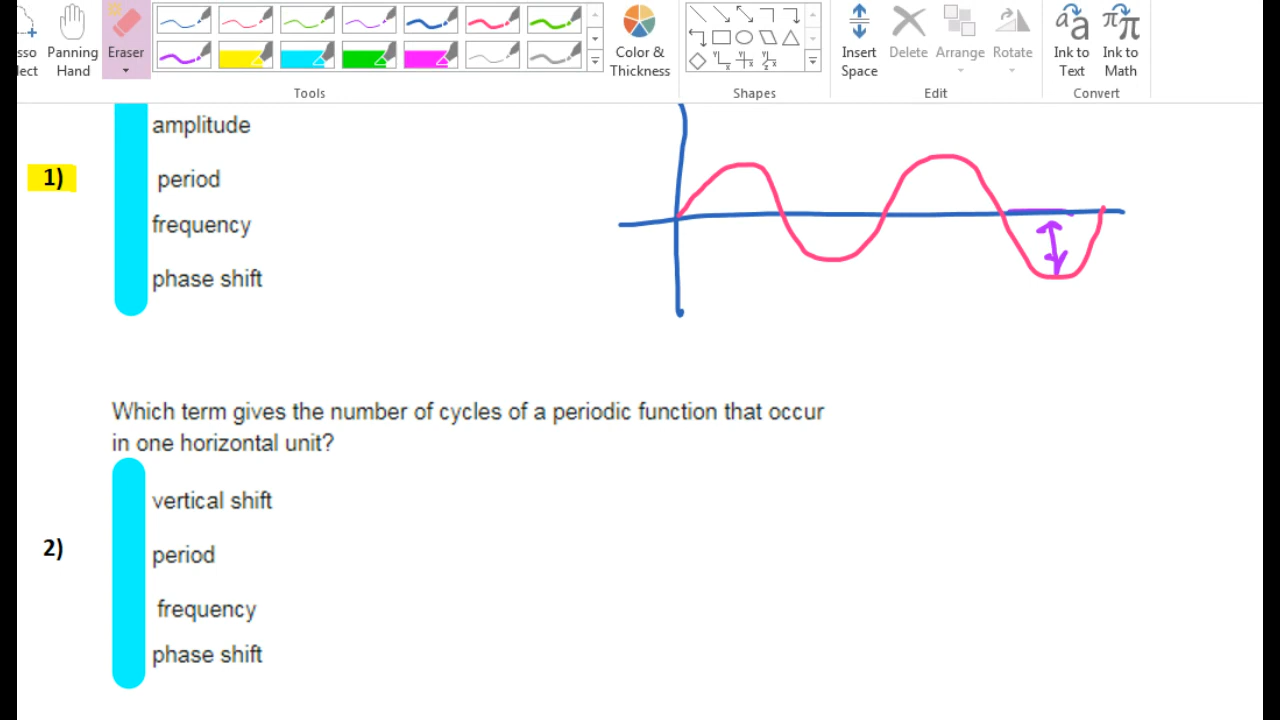 sso
lect
Panning
Hand
Eraser
Color &
Thickness
Insert
Space
Delete
Arrange
Rotate
Ink to
Text
Ink to
Math
Tools
Shapes
Edit
Convert
amplitude
1)
period
frequency
phase shift
Which term gives the number of cycles of a periodic function that occur
in one horizontal unit?
vertical shift
2)
period
frequency
phase shift